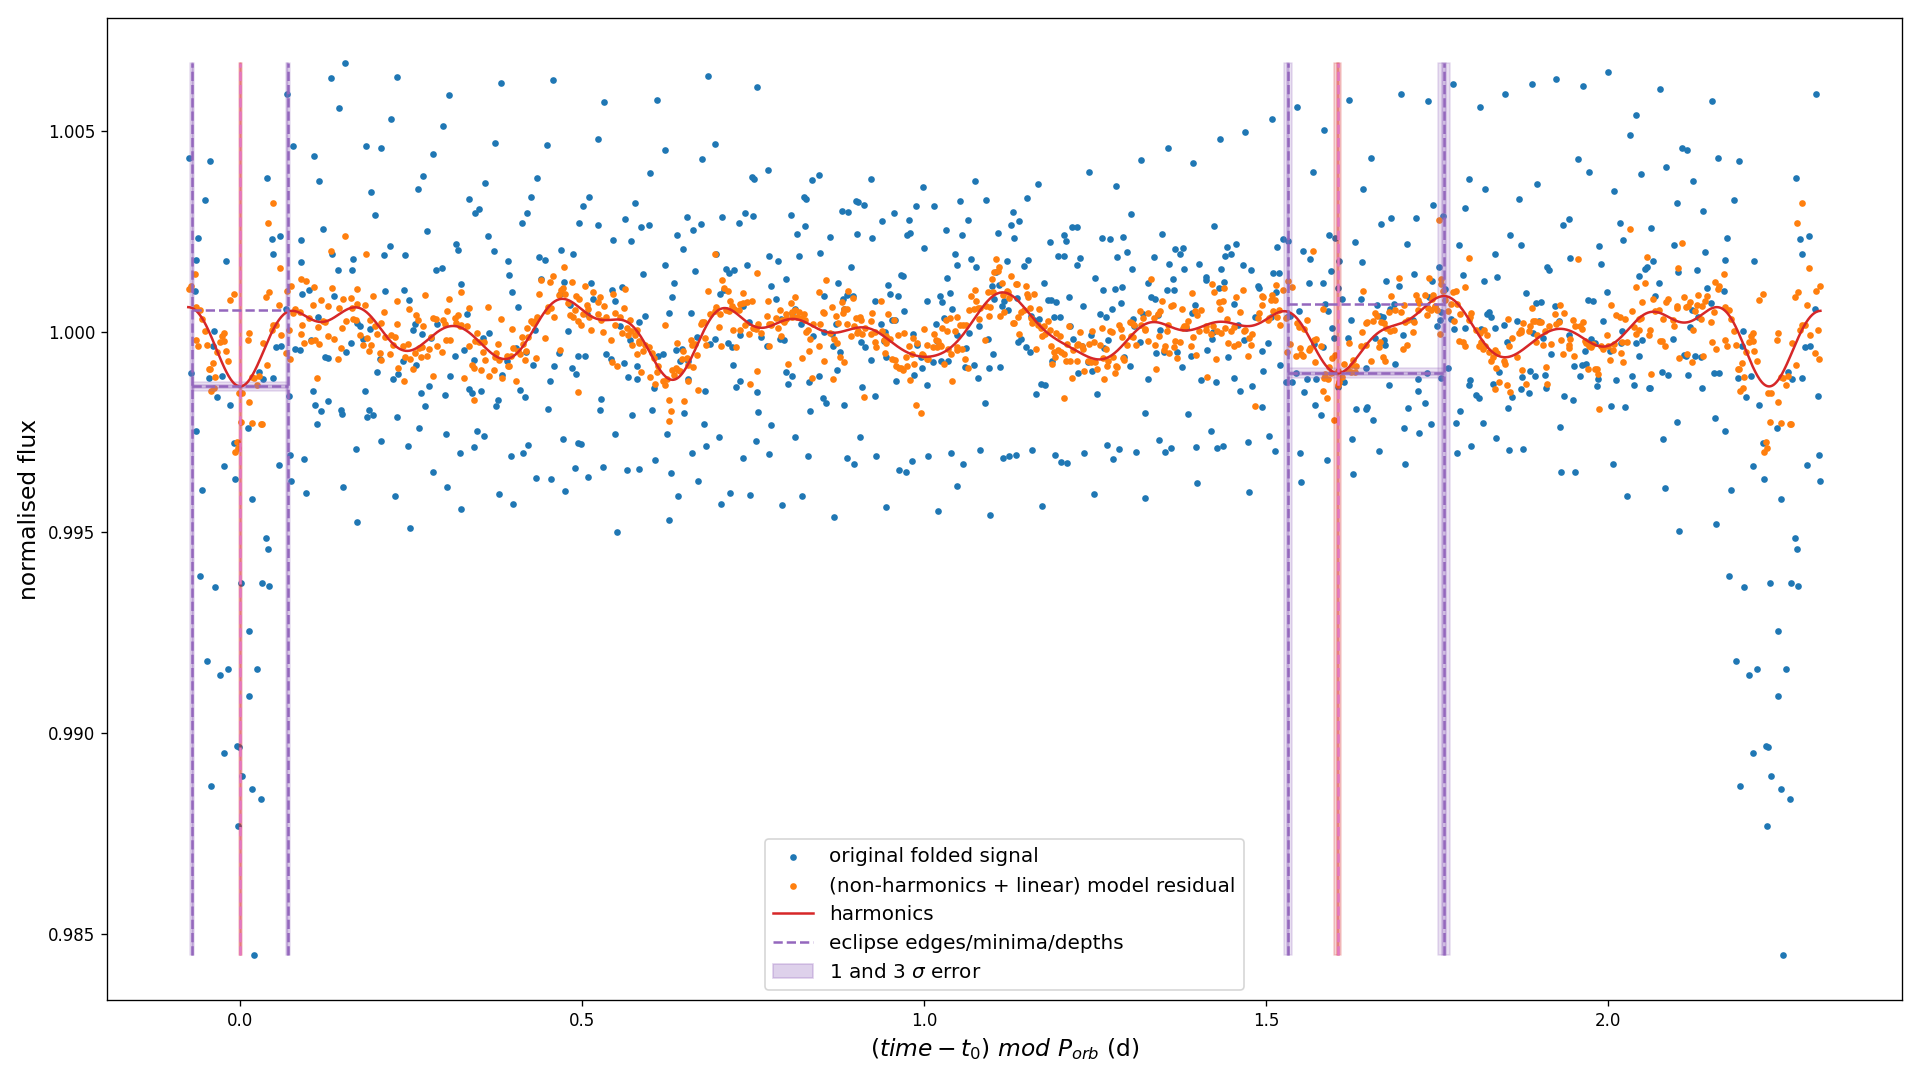 normalised flux
1.005
1.000
0.995
0.990
0.985
original folded signal
(non-harmonics + linear) model residual
harmonics
eclipse edges/minima/depths
1 and 3 σ error
0.0 0.5 1.0 1.5 2.0
(time − t₀) mod Pₒᵣb (d)